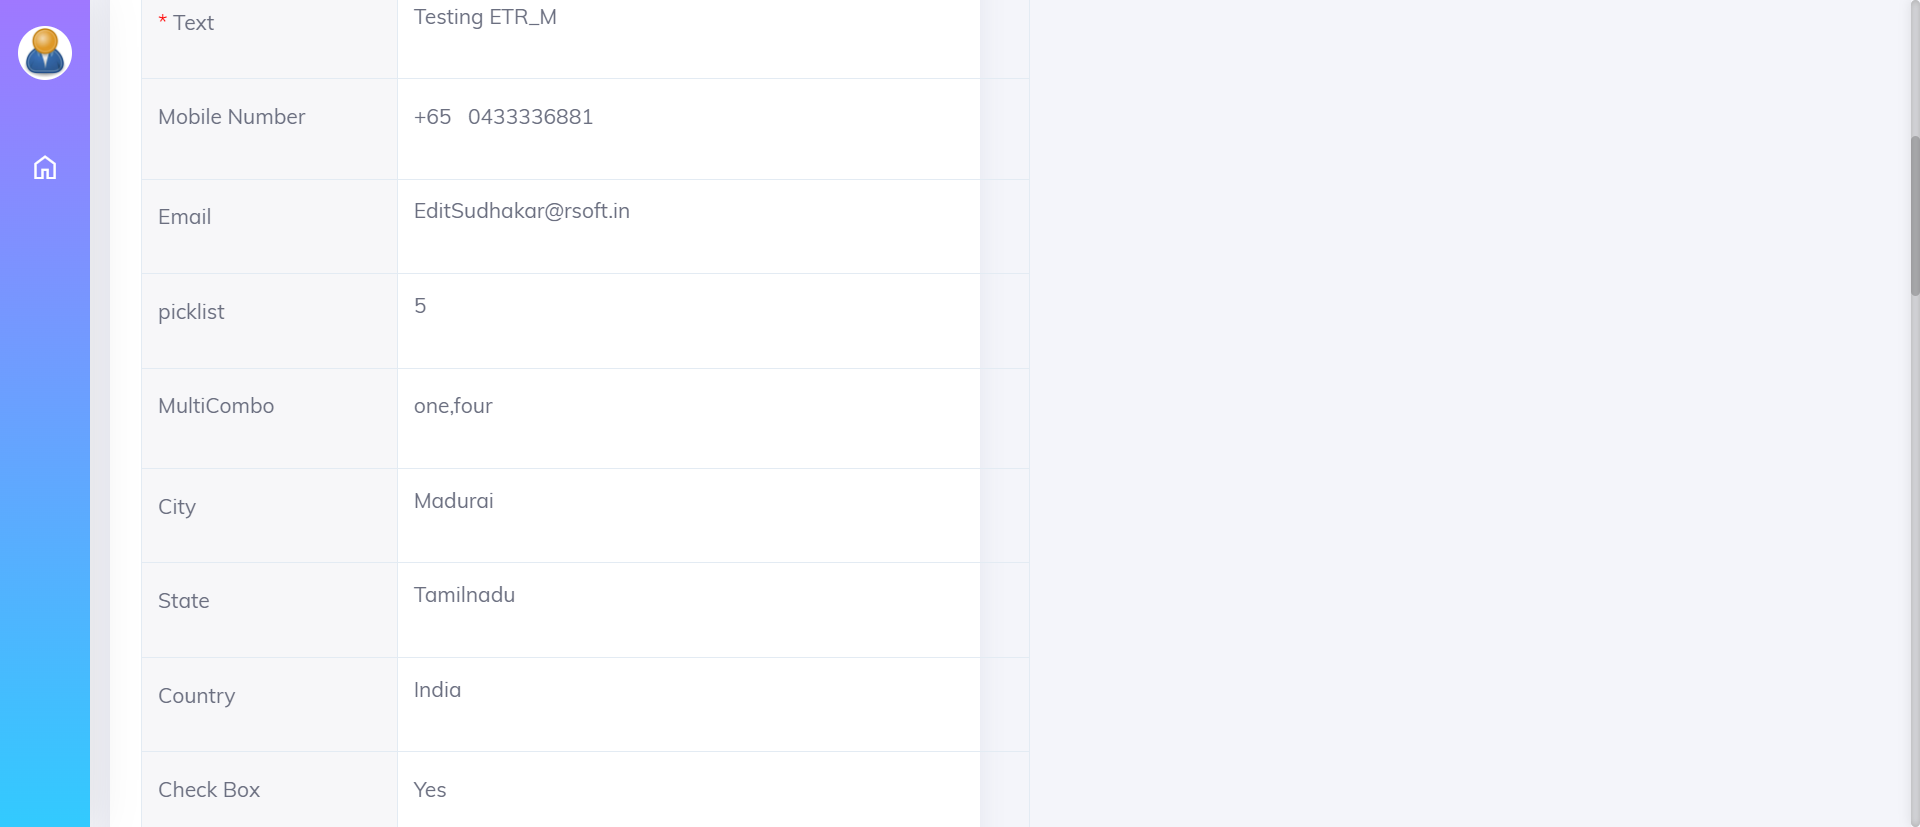 * Text Testing ETR_M
Mobile Number +65 0433336881
Email EditSudhakar@rsoft.in
picklist 5
MultiCombo one,four
City Madurai
State Tamilnadu
Country India
Check Box Yes